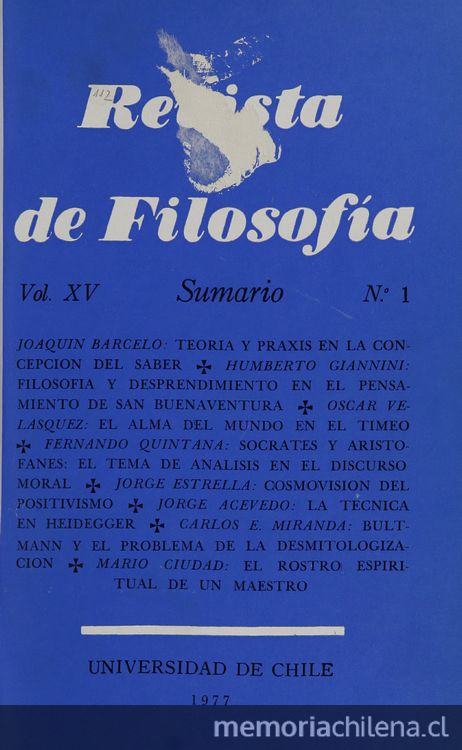 Revista
de Filosofía
Vol. XV Sumario N.º 1
JOAQUIN BARCELO: TEORIA Y PRAXIS EN LA CON-
CEPCION DEL SABER ✠ HUMBERTO GIANNINI:
FILOSOFIA Y DESPRENDIMIENTO EN EL PENSA-
MIENTO DE SAN BUENAVENTURA ✠ OSCAR VE-
LASQUEZ: EL ALMA DEL MUNDO EN EL TIMEO
✠ FERNANDO QUINTANA: SOCRATES Y ARISTO-
FANES: EL TEMA DE ANALISIS EN EL DISCURSO
MORAL ✠ JORGE ESTRELLA: COSMOVISION DEL
POSITIVISMO ✠ JORGE ACEVEDO: LA TECNICA
EN HEIDEGGER ✠ CARLOS E. MIRANDA: BULT-
MANN Y EL PROBLEMA DE LA DESMITOLOGIZA-
CION ✠ MARIO CIUDAD: EL ROSTRO ESPIRI-
TUAL DE UN MAESTRO
UNIVERSIDAD DE CHILE
1977
memoriachilena.cl